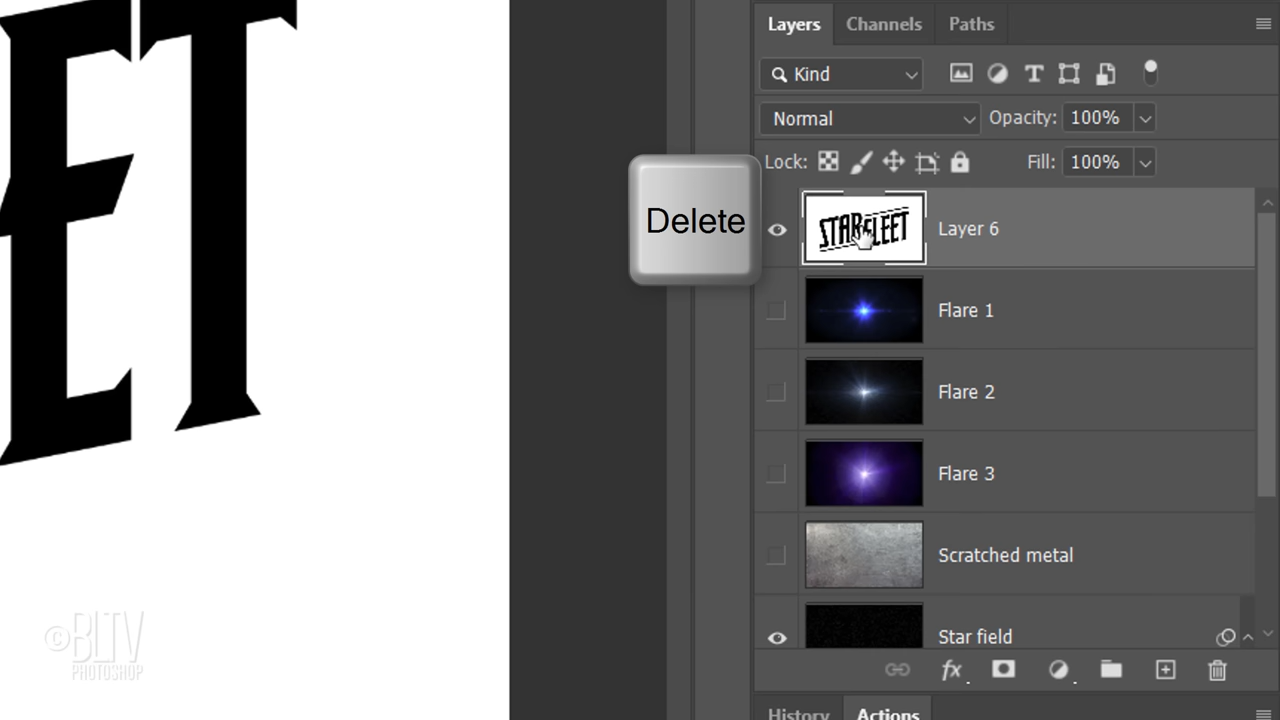 ET
Layers Channels Paths
Kind
Normal Opacity: 100%
Lock: Fill: 100%
Delete
STARFLEET Layer 6
Flare 1
Flare 2
Flare 3
Scratched metal
Star field
fx
History Actions
©BLTV
PHOTOSHOP